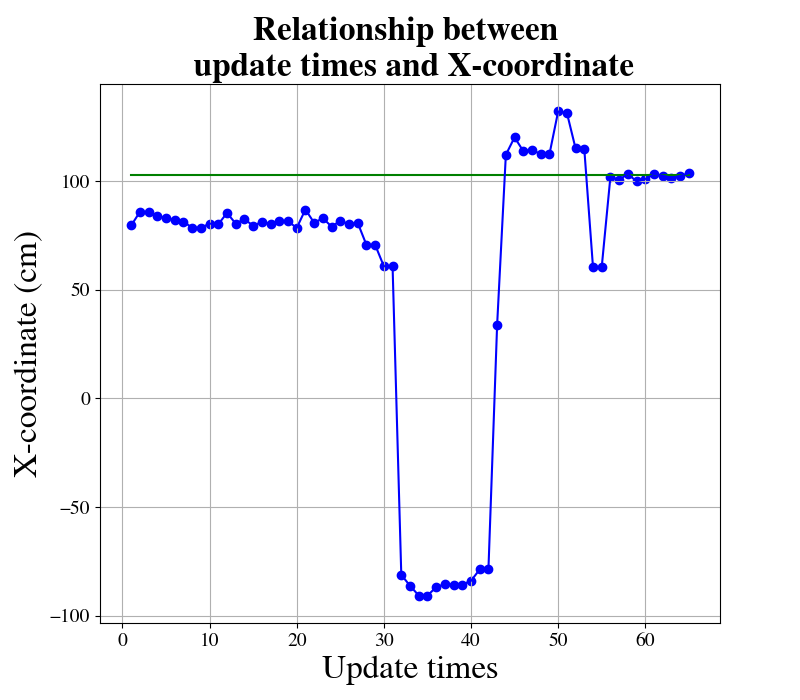 Relationship between
update times and X-coordinate
X-coordinate (cm)
100
50
0
−50
−100
0 10 20 30 40 50 60
Update times